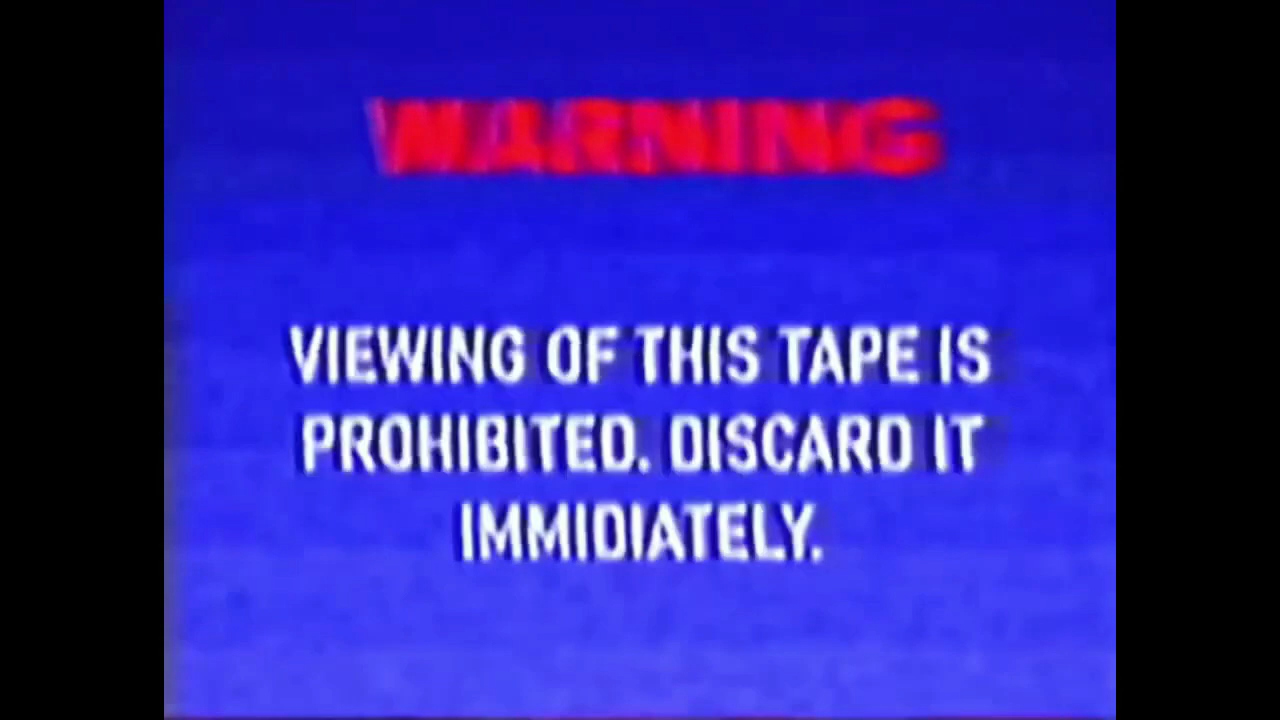 WARNING
VIEWING OF THIS TAPE IS
PROHIBITED. DISCARD IT
IMMIDIATELY.